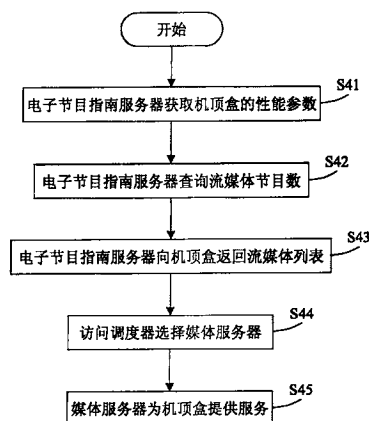 开始
S41
电子节目指南服务器获取机顶盒的性能参数
S42
电子节目指南服务器查询流媒体节目数
S43
电子节目指南服务器向机顶盒返回流媒体列表
S44
访问调度器选择媒体服务器
S45
媒体服务器为机顶盒提供服务